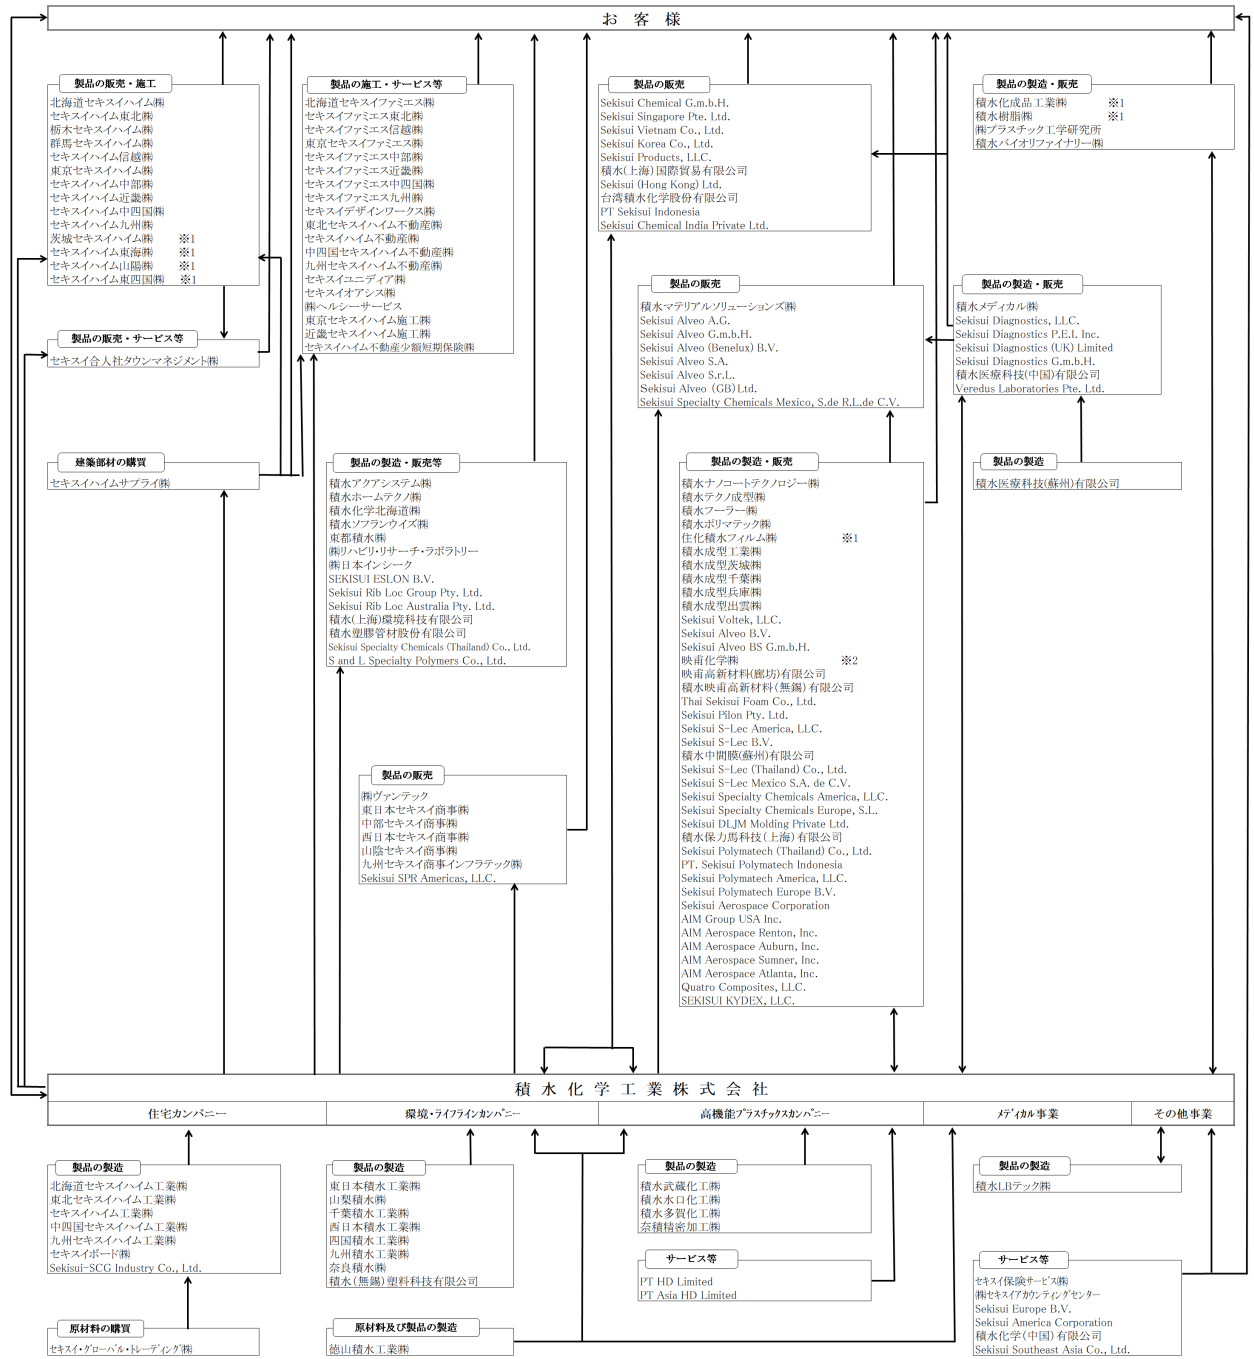 お 客 様
製品の販売・施工
北海道セキスイハイム㈱
セキスイハイム東北㈱
栃木セキスイハイム㈱
群馬セキスイハイム㈱
セキスイハイム信越㈱
東京セキスイハイム㈱
セキスイハイム中部㈱
セキスイハイム近畿㈱
セキスイハイム中四国㈱
セキスイハイム九州㈱
茨城セキスイハイム㈱ ※1
セキスイハイム東海㈱ ※1
セキスイハイム山陽㈱ ※1
セキスイハイム東四国㈱ ※1
製品の販売・サービス等
セキスイ合人社タウンマネジメント㈱
建築部材の購買
セキスイハイムサプライ㈱
製品の施工・サービス等
北海道セキスイファミエス㈱
セキスイファミエス東北㈱
セキスイファミエス信越㈱
東京セキスイファミエス㈱
セキスイファミエス中部㈱
セキスイファミエス近畿㈱
セキスイファミエス中四国㈱
セキスイファミエス九州㈱
セキスイデザインワークス㈱
東北セキスイハイム不動産㈱
セキスイハイム不動産㈱
中四国セキスイハイム不動産㈱
九州セキスイハイム不動産㈱
セキスイユニディア㈱
セキスイオアシス㈱
㈱ヘルシーサービス
東京セキスイハイム施工㈱
近畿セキスイハイム施工㈱
セキスイハイム不動産少額短期保険㈱
製品の製造・販売等
積水アクアシステム㈱
積水ホームテクノ㈱
積水化学北海道㈱
積水ソフランウイズ㈱
東都積水㈱
㈱リハビリ・リサーチ・ラボラトリー
㈱日本インシーク
SEKISUI ESLON B.V.
Sekisui Rib Loc Group Pty. Ltd.
Sekisui Rib Loc Australia Pty. Ltd.
積水(上海)環境科技有限公司
積水塑膠管材股份有限公司
Sekisui Specialty Chemicals (Thailand) Co., Ltd.
S and L Specialty Polymers Co., Ltd.
製品の販売
㈱ヴァンテック
東日本セキスイ商事㈱
中部セキスイ商事㈱
西日本セキスイ商事㈱
山陰セキスイ商事㈱
九州セキスイ商事インフラテック㈱
Sekisui SPR Americas, LLC.
製品の販売
Sekisui Chemical G.m.b.H.
Sekisui Singapore Pte. Ltd.
Sekisui Vietnam Co., Ltd.
Sekisui Korea Co., Ltd.
Sekisui Products, LLC.
積水(上海)国際貿易有限公司
Sekisui (Hong Kong) Ltd.
台湾積水化学股份有限公司
PT Sekisui Indonesia
Sekisui Chemical India Private Ltd.
製品の販売
積水マテリアルソリューションズ㈱
Sekisui Alveo A.G.
Sekisui Alveo G.m.b.H.
Sekisui Alveo (Benelux) B.V.
Sekisui Alveo S.A.
Sekisui Alveo S.r.L.
Sekisui Alveo (GB)Ltd.
Sekisui Specialty Chemicals Mexico, S.de R.L.de C.V.
製品の製造・販売
積水ナノコートテクノロジー㈱
積水テクノ成型㈱
積水フーラー㈱
積水ポリマテック㈱
住化積水フィルム㈱ ※1
積水成型工業㈱
積水成型茨城㈱
積水成型千葉㈱
積水成型兵庫㈱
積水成型出雲㈱
Sekisui Voltek, LLC.
Sekisui Alveo B.V.
Sekisui Alveo BS G.m.b.H.
映甫化学㈱ ※2
映甫高新材料(廊坊)有限公司
積水映甫高新材料(無錫)有限公司
Thai Sekisui Foam Co., Ltd.
Sekisui Pilon Pty. Ltd.
Sekisui S-Lec America, LLC.
Sekisui S-Lec B.V.
積水中間膜(蘇州)有限公司
Sekisui S-Lec (Thailand) Co., Ltd.
Sekisui S-Lec Mexico S.A. de C.V.
Sekisui Specialty Chemicals America, LLC.
Sekisui Specialty Chemicals Europe, S.L.
Sekisui DLJM Molding Private Ltd.
積水保力馬科技(上海)有限公司
Sekisui Polymatech (Thailand) Co., Ltd.
PT. Sekisui Polymatech Indonesia
Sekisui Polymatech America, LLC.
Sekisui Polymatech Europe B.V.
Sekisui Aerospace Corporation
AIM Group USA Inc.
AIM Aerospace Renton, Inc.
AIM Aerospace Auburn, Inc.
AIM Aerospace Sumner, Inc.
AIM Aerospace Atlanta, Inc.
Quatro Composites, LLC.
SEKISUI KYDEX, LLC.
製品の製造・販売
積水化成品工業㈱ ※1
積水樹脂㈱ ※1
㈱プラスチック工学研究所
積水バイオリファイナリー㈱
製品の製造・販売
積水メディカル㈱
Sekisui Diagnostics, LLC.
Sekisui Diagnostics P.E.I. Inc.
Sekisui Diagnostics (UK) Limited
Sekisui Diagnostics G.m.b.H.
積水医療科技(中国)有限公司
Veredus Laboratories Pte. Ltd.
製品の製造
積水医療科技(蘇州)有限公司
積 水 化 学 工 業 株 式 会 社
住宅カンパニー
環境・ライフラインカンパニー
高機能プラスチックスカンパニー
メディカル事業
その他事業
製品の製造
北海道セキスイハイム工業㈱
東北セキスイハイム工業㈱
セキスイハイム工業㈱
中四国セキスイハイム工業㈱
九州セキスイハイム工業㈱
セキスイボード㈱
Sekisui-SCG Industry Co., Ltd.
原材料の購買
セキスイ・グローバル・トレーディング㈱
製品の製造
東日本積水工業㈱
山梨積水㈱
千葉積水工業㈱
西日本積水工業㈱
四国積水工業㈱
九州積水工業㈱
奈良積水㈱
積水(無錫)塑料科技有限公司
原材料及び製品の製造
徳山積水工業㈱
製品の製造
積水武蔵化工㈱
積水水口化工㈱
積水多賀化工㈱
奈積精密加工㈱
サービス等
PT HD Limited
PT Asia HD Limited
製品の製造
積水LBテック㈱
サービス等
セキスイ保険サービス㈱
㈱セキスイアカウンティングセンター
Sekisui Europe B.V.
Sekisui America Corporation
積水化学(中国)有限公司
Sekisui Southeast Asia Co., Ltd.